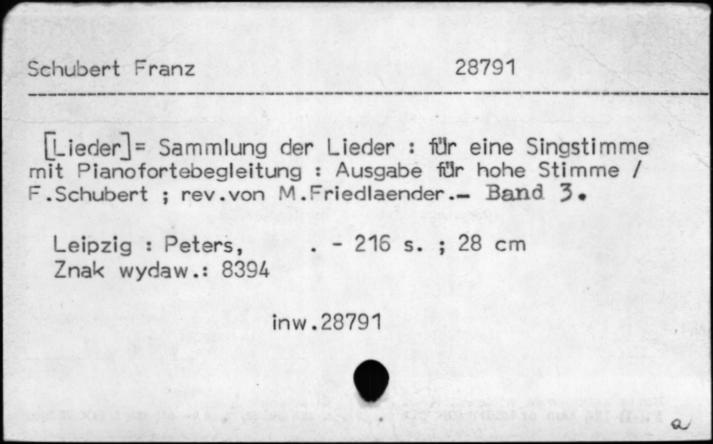 Schubert Franz 28791
[Lieder]= Sammlung der Lieder : für eine Singstimme
mit Pianofortebegleitung : Ausgabe für hohe Stimme /
F.Schubert ; rev.von M.Friedlaender.- Band 3.
Leipzig : Peters, . - 216 s. ; 28 cm
Znak wydaw.: 8394
inw.28791
a